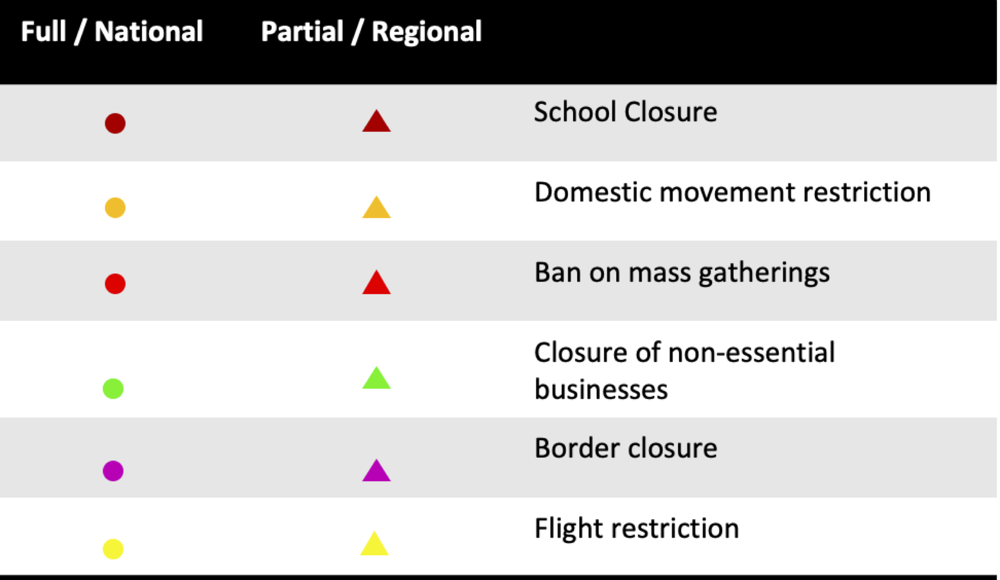 Full / National Partial / Regional
School Closure
Domestic movement restriction
Ban on mass gatherings
Closure of non-essential
businesses
Border closure
Flight restriction